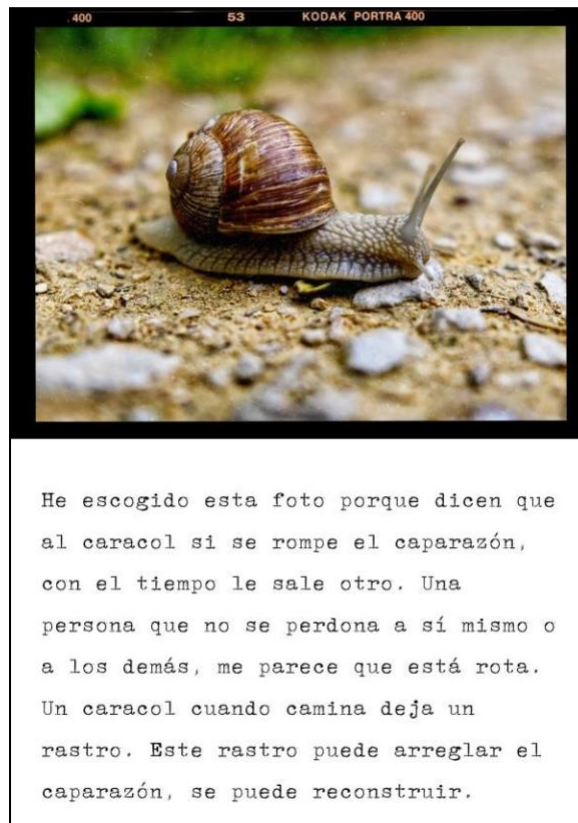 400 53 KODAK PORTRA 400
He escogido esta foto porque dicen que
al caracol si se rompe el caparazón,
con el tiempo le sale otro. Una
persona que no se perdona a sí mismo o
a los demás, me parece que está rota.
Un caracol cuando camina deja un
rastro. Este rastro puede arreglar el
caparazón, se puede reconstruir.